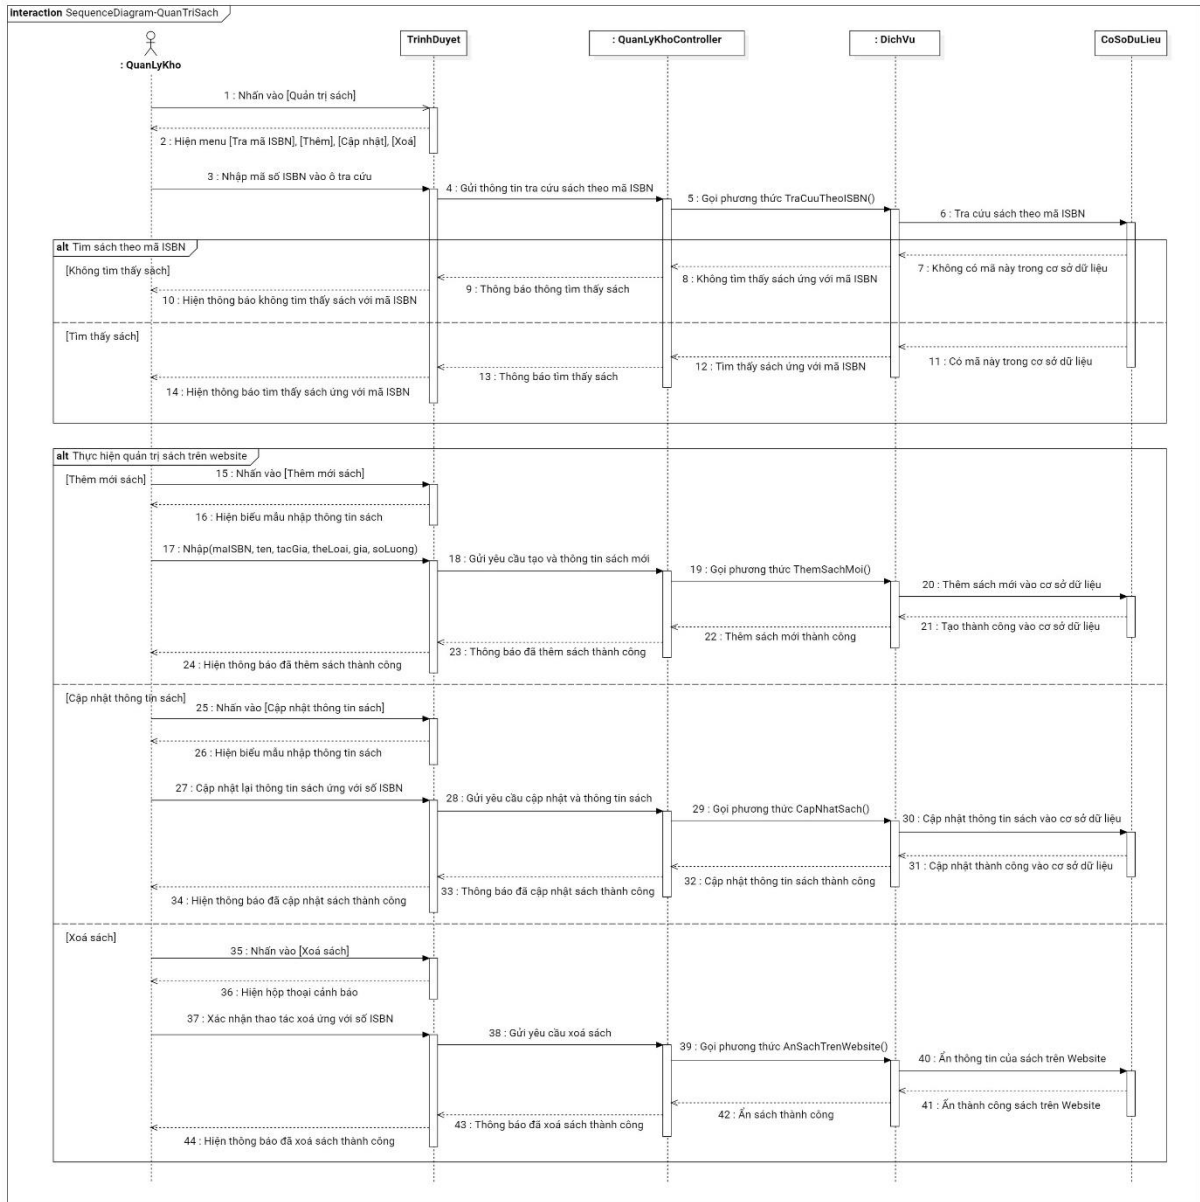 interaction SequenceDiagram-QuanTriSach
: QuanLyKho
TrinhDuyet
: QuanLyKhoController
: DichVu
CoSoDuLieu
1 : Nhấn vào [Quản trị sách]
2 : Hiện menu [Tra mã ISBN], [Thêm], [Cập nhật], [Xoá]
3 : Nhập mã số ISBN vào ô tra cứu
4 : Gửi thông tin tra cứu sách theo mã ISBN
5 : Gọi phương thức TraCuuTheoISBN()
6 : Tra cứu sách theo mã ISBN
alt Tìm sách theo mã ISBN
[Không tìm thấy sách]
7 : Không có mã này trong cơ sở dữ liệu
8 : Không tìm thấy sách ứng với mã ISBN
9 : Thông báo thông tìm thấy sách
10 : Hiện thông báo không tìm thấy sách với mã ISBN
[Tìm thấy sách]
11 : Có mã này trong cơ sở dữ liệu
12 : Tìm thấy sách ứng với mã ISBN
13 : Thông báo tìm thấy sách
14 : Hiện thông báo tìm thấy sách ứng với mã ISBN
alt Thực hiện quản trị sách trên website
[Thêm mới sách]
15 : Nhấn vào [Thêm mới sách]
16 : Hiện biểu mẫu nhập thông tin sách
17 : Nhập(maISBN, ten, tacGia, theLoai, gia, soLuong)
18 : Gửi yêu cầu tạo và thông tin sách mới
19 : Gọi phương thức ThemSachMoi()
20 : Thêm sách mới vào cơ sở dữ liệu
21 : Tạo thành công vào cơ sở dữ liệu
22 : Thêm sách mới thành công
23 : Thông báo đã thêm sách thành công
24 : Hiện thông báo đã thêm sách thành công
[Cập nhật thông tin sách]
25 : Nhấn vào [Cập nhật thông tin sách]
26 : Hiện biểu mẫu nhập thông tin sách
27 : Cập nhật lại thông tin sách ứng với số ISBN
28 : Gửi yêu cầu cập nhật và thông tin sách
29 : Gọi phương thức CapNhatSach()
30 : Cập nhật thông tin sách vào cơ sở dữ liệu
31 : Cập nhật thành công vào cơ sở dữ liệu
32 : Cập nhật thông tin sách thành công
33 : Thông báo đã cập nhật sách thành công
34 : Hiện thông báo đã cập nhật sách thành công
[Xoá sách]
35 : Nhấn vào [Xoá sách]
36 : Hiện hộp thoại cảnh báo
37 : Xác nhận thao tác xoá ứng với số ISBN
38 : Gửi yêu cầu xoá sách
39 : Gọi phương thức AnSachTrenWebsite()
40 : Ẩn thông tin của sách trên Website
41 : Ẩn thành công sách trên Website
42 : Ẩn sách thành công
43 : Thông báo đã xoá sách thành công
44 : Hiện thông báo đã xoá sách thành công